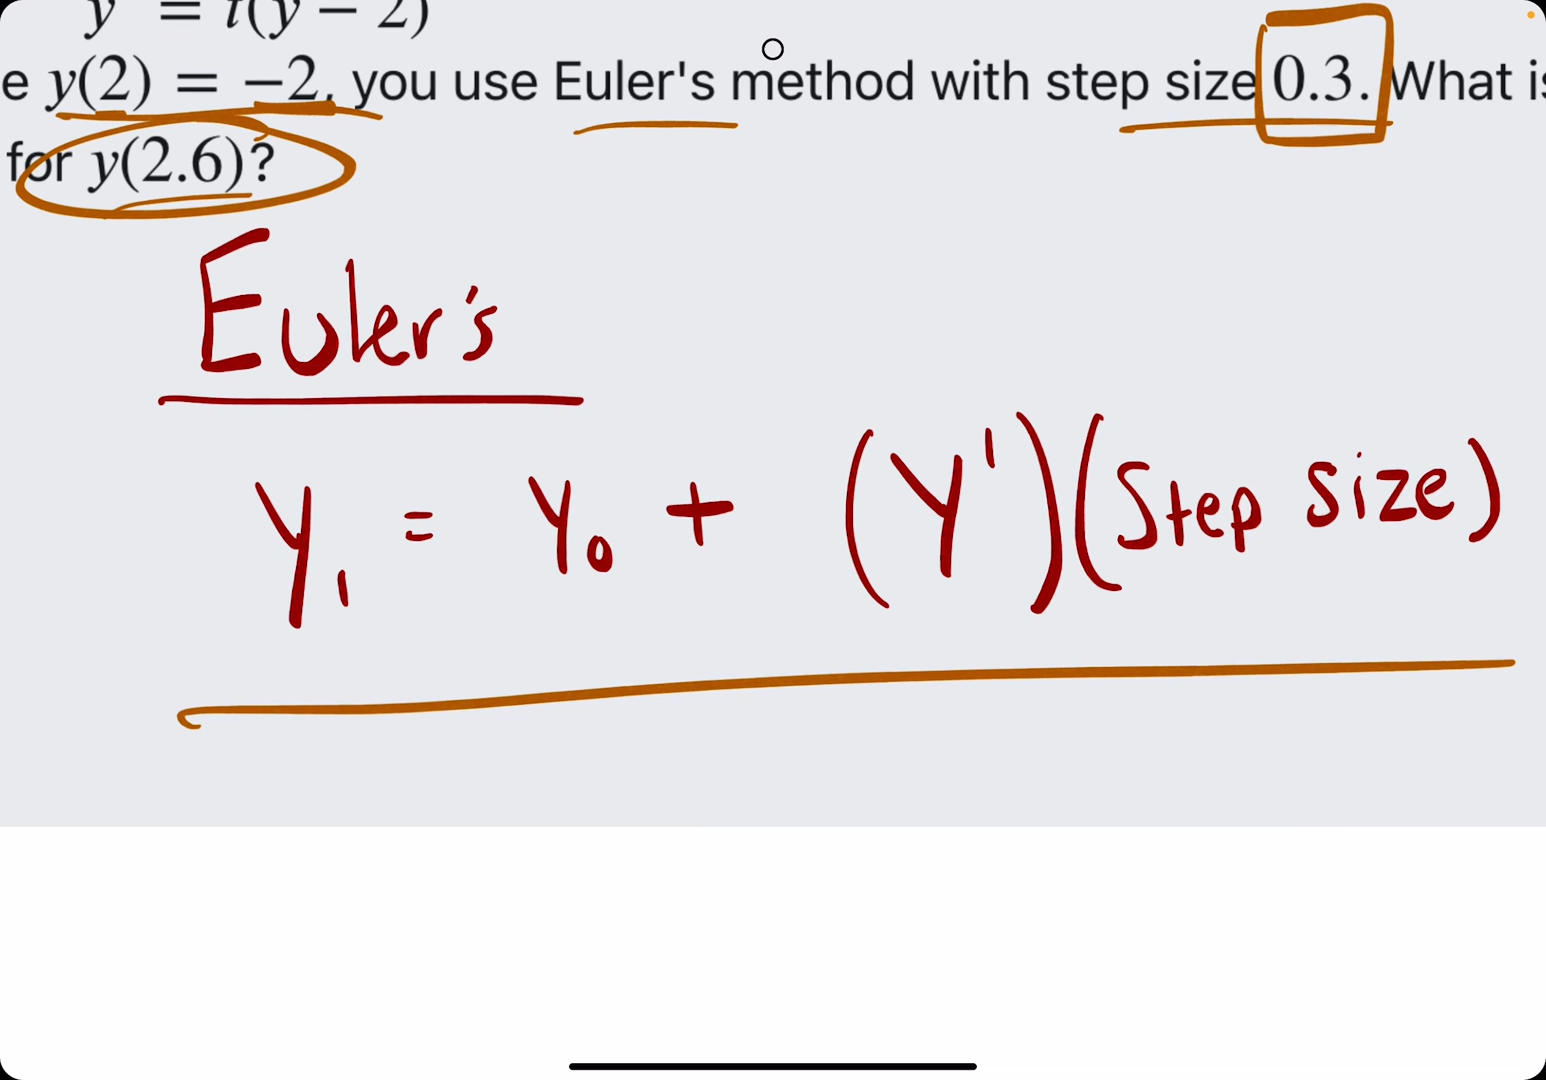 y = t(y − 2)
e y(2) = −2, you use Euler's method with step size 0.3. What is
for y(2.6)?
Euler's
y₁ = y₀ + (y')(Step size)